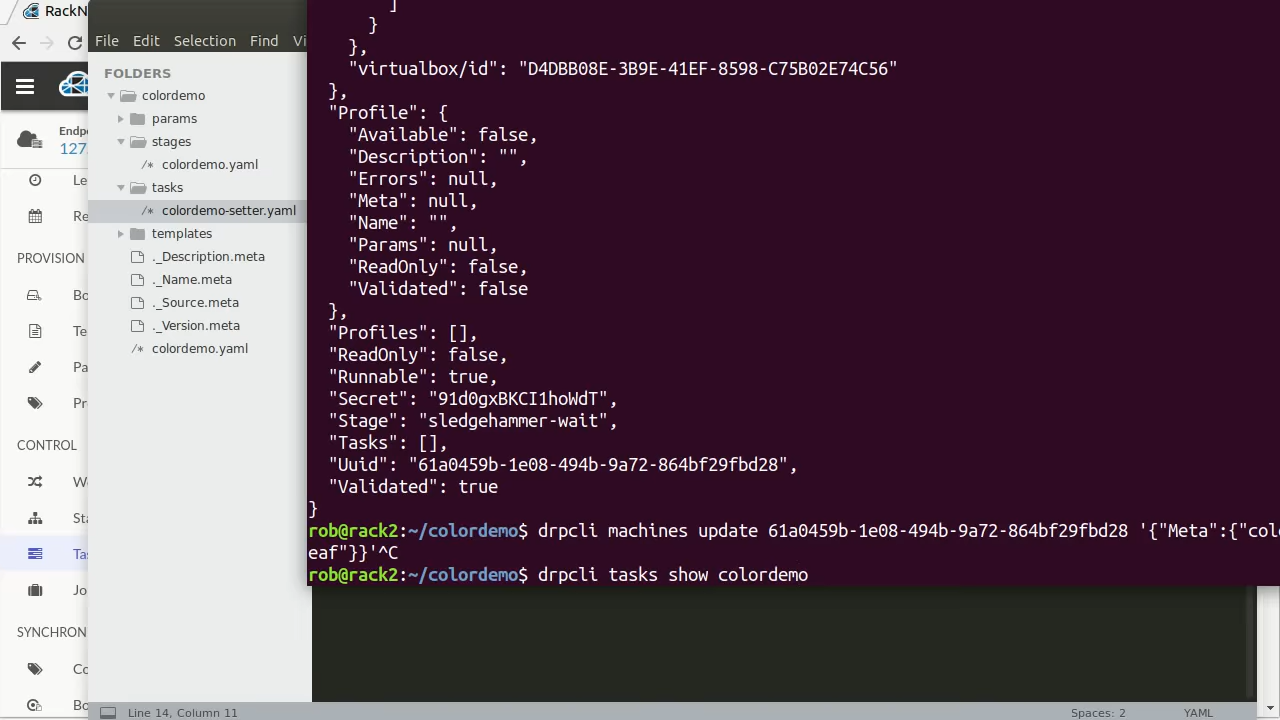 RackN
File Edit Selection Find Vi
Endpo
127.
Le
Re
PROVISION
Bo
Te
Pa
Pr
CONTROL
Wo
Sta
Tas
Jo
SYNCHRON
Co
Bo
FOLDERS
colordemo
params
stages
/* colordemo.yaml
tasks
/* colordemo-setter.yaml
templates
._Description.meta
._Name.meta
._Source.meta
._Version.meta
/* colordemo.yaml
]
}
},
"virtualbox/id": "D4DBB08E-3B9E-41EF-8598-C75B02E74C56"
},
"Profile": {
"Available": false,
"Description": "",
"Errors": null,
"Meta": null,
"Name": "",
"Params": null,
"ReadOnly": false,
"Validated": false
},
"Profiles": [],
"ReadOnly": false,
"Runnable": true,
"Secret": "91d0gxBKCI1hoWdT",
"Stage": "sledgehammer-wait",
"Tasks": [],
"Uuid": "61a0459b-1e08-494b-9a72-864bf29fbd28",
"Validated": true
}
rob@rack2:~/colordemo$ drpcli machines update 61a0459b-1e08-494b-9a72-864bf29fbd28 '{"Meta":{"colo
eaf"}}'^C
rob@rack2:~/colordemo$ drpcli tasks show colordemo
Line 14, Column 11
Spaces: 2
YAML